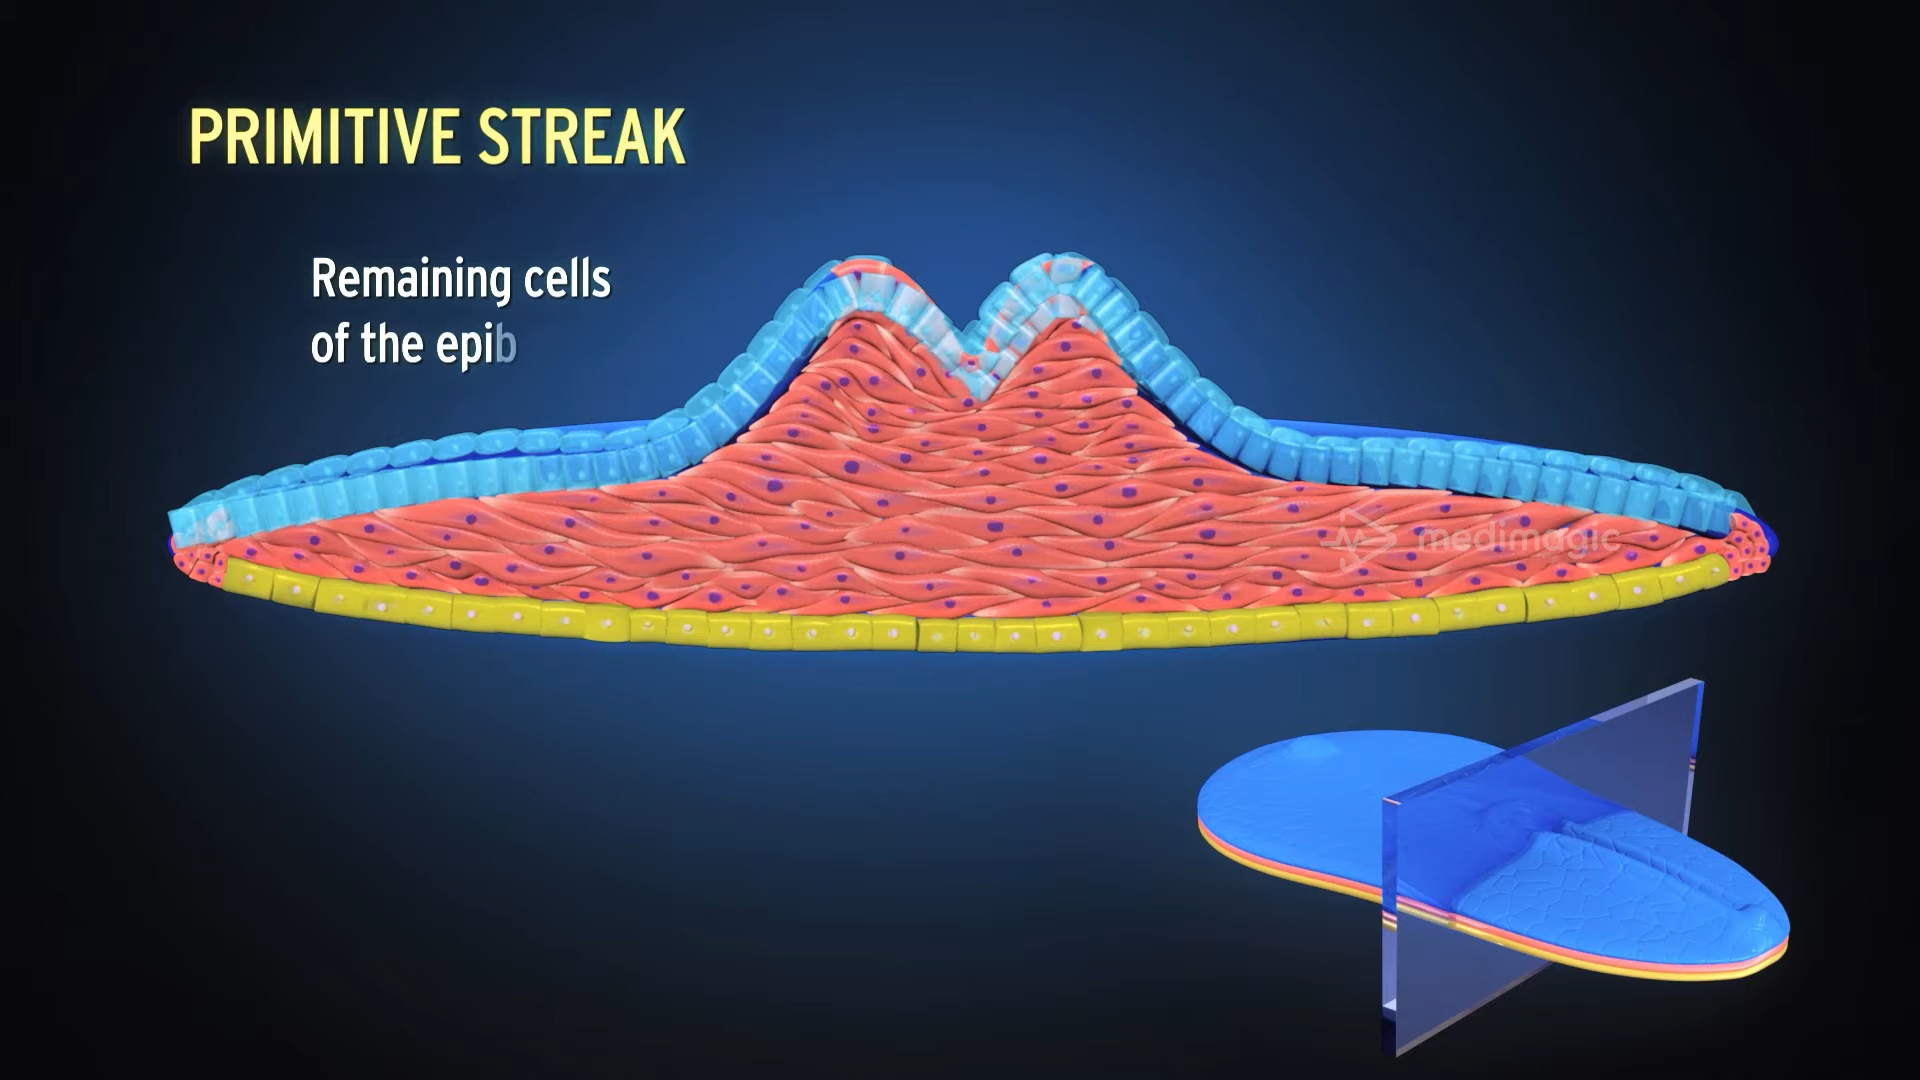 PRIMITIVE STREAK
Remaining cells
of the epib
medimagic